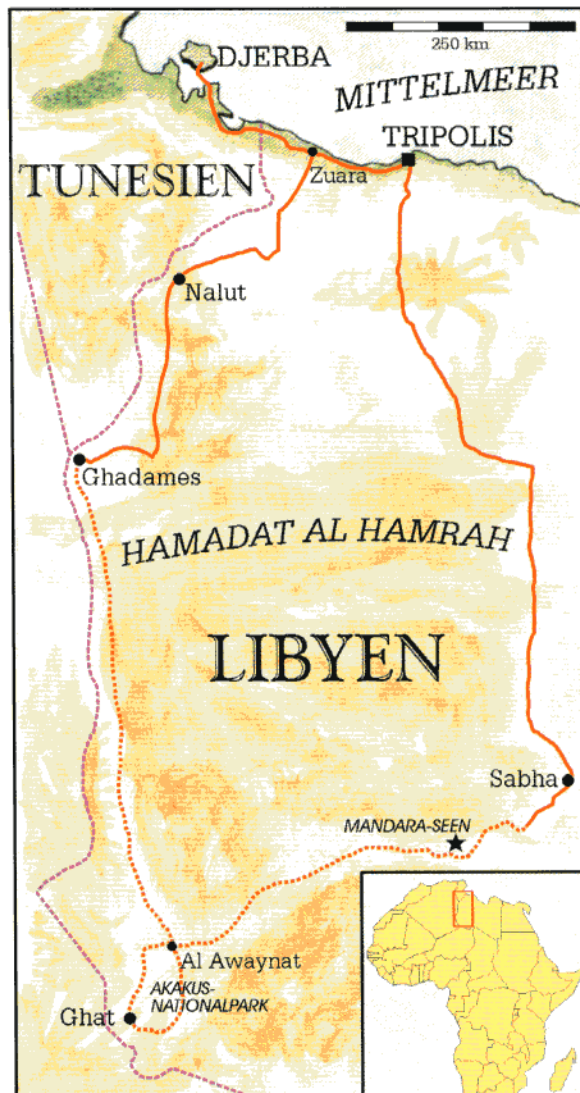 DJERBA
250 km
MITTELMEER
TRIPOLIS
TUNESIEN
Zuara
Nalut
Ghadames
HAMADAT AL HAMRAH
LIBYEN
Sabha
MANDARA-SEEN
Al Awaynat
AKAKUS-
NATIONALPARK
Ghat